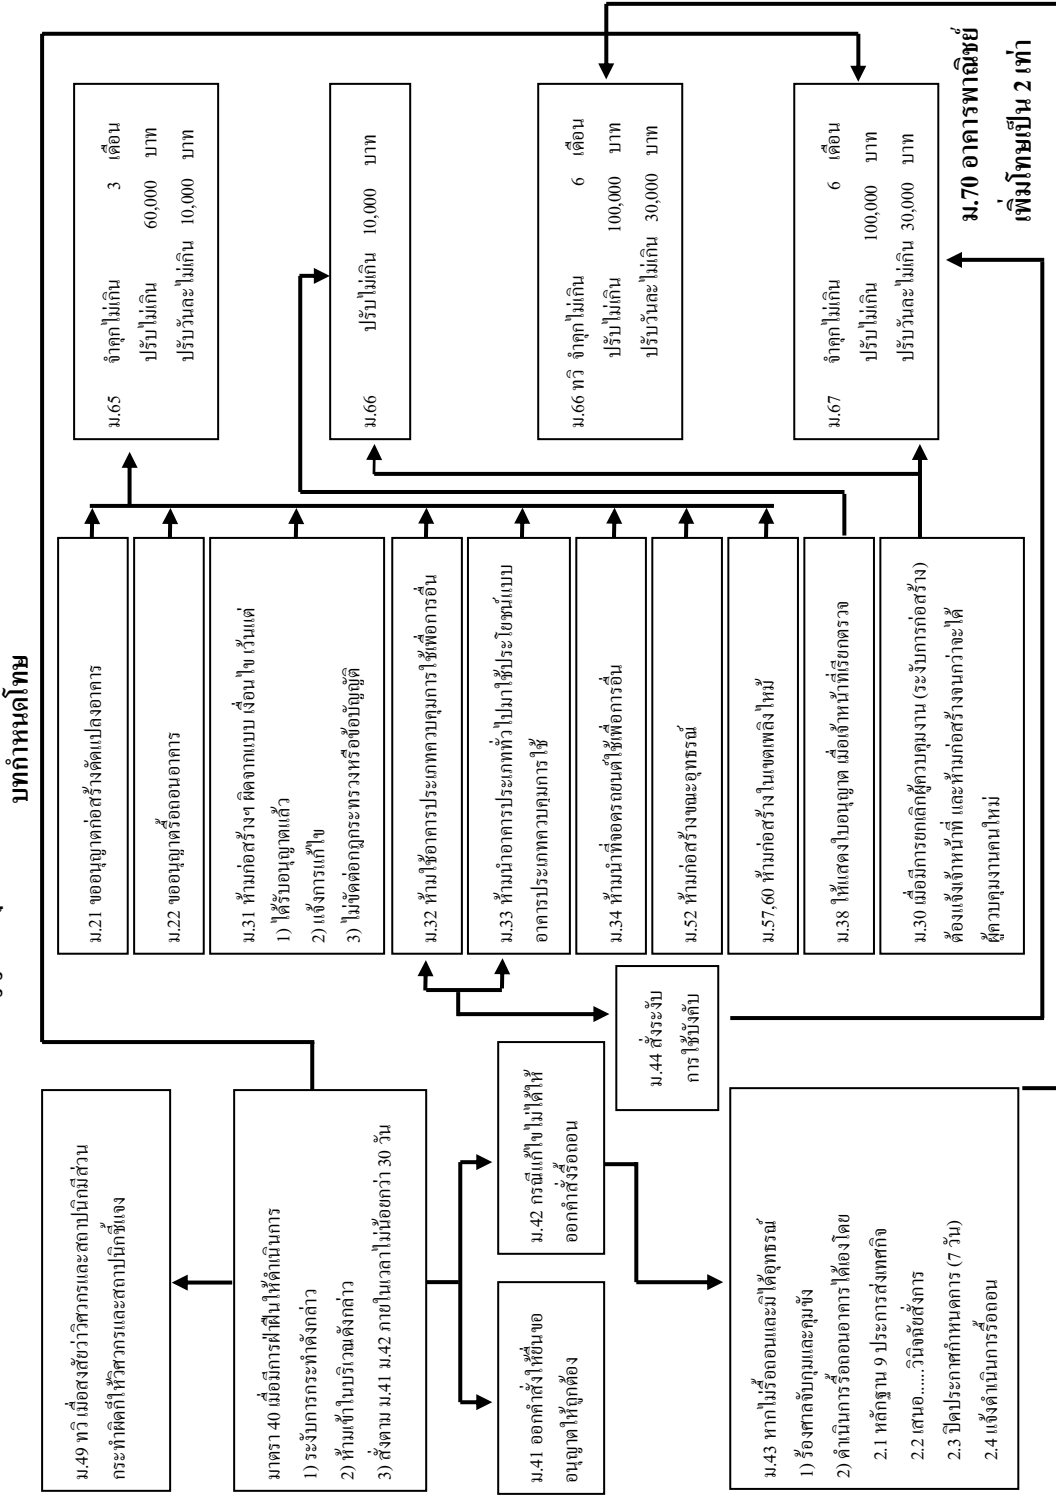 บทกำหนดโทษ
ม.49 ทวิ เมื่อสงสัยว่าวิศวกรและสถาปนิกมีส่วน
กระทำผิดก็ให้วิศวกรและสถาปนิกชี้แจง
มาตรา 40 เมื่อมีการฝ่าฝืนให้ดำเนินการ
1) ระงับการกระทำดังกล่าว
2) ห้ามเข้าในบริเวณดังกล่าว
3) สั่งตาม ม.41 ม.42 ภายในเวลาไม่น้อยกว่า 30 วัน
ม.41 ออกคำสั่งให้ยื่นขอ
อนุญาตให้ถูกต้อง
ม.42 กรณีแก้ไขไม่ได้ให้
ออกคำสั่งรื้อถอน
ม.43 หากไม่รื้อถอนและมิได้อุทธรณ์
1) ร้องศาลจับกุมและคุมขัง
2) ดำเนินการรื้อถอนอาคารได้เองโดย
2.1 หลักฐาน 9 ประการส่งเทศกิจ
2.2 เสนอ......วินิจฉัยสั่งการ
2.3 ปิดประกาศกำหนดการ (7 วัน)
2.4 แจ้งดำเนินการรื้อถอน
ม.44 สั่งระงับ
การใช้บังคับ
ม.21 ขออนุญาตก่อสร้างดัดแปลงอาคาร
ม.22 ขออนุญาตรื้อถอนอาคาร
ม.31 ห้ามก่อสร้างฯ ผิดจากแบบ เงื่อนไข เว้นแต่
1) ได้รับอนุญาตแล้ว
2) แจ้งการแก้ไข
3) ไม่ขัดต่อกฎกระทรวงหรือข้อบัญญัติ
ม.32 ห้ามใช้อาคารประเภทควบคุมการใช้เพื่อการอื่น
ม.33 ห้ามนำอาคารประเภททั่วไปมาใช้ประโยชน์แบบ
อาคารประเภทควบคุมการใช้
ม.34 ห้ามนำที่จอดรถยนต์ใช้เพื่อการอื่น
ม.52 ห้ามก่อสร้างขณะอุทธรณ์
ม.57,60 ห้ามก่อสร้างในเขตเพลิงไหม้
ม.38 ให้แสดงใบอนุญาต เมื่อเจ้าหน้าที่เรียกตรวจ
ม.30 เมื่อมีการยกเลิกผู้ควบคุมงาน (ระงับการก่อสร้าง)
ต้องแจ้งเจ้าหน้าที่ และห้ามก่อสร้างจนกว่าจะได้
ผู้ควบคุมงานคนใหม่
ม.65 จำคุกไม่เกิน 3 เดือน
ปรับไม่เกิน 60,000 บาท
ปรับวันละไม่เกิน 10,000 บาท
ม.66 ปรับไม่เกิน 10,000 บาท
ม.66 ทวิ จำคุกไม่เกิน 6 เดือน
ปรับไม่เกิน 100,000 บาท
ปรับวันละไม่เกิน 30,000 บาท
ม.67 จำคุกไม่เกิน 6 เดือน
ปรับไม่เกิน 100,000 บาท
ปรับวันละไม่เกิน 30,000 บาท
ม.70 อาคารพาณิชย์
เพิ่มโทษเป็น 2 เท่า